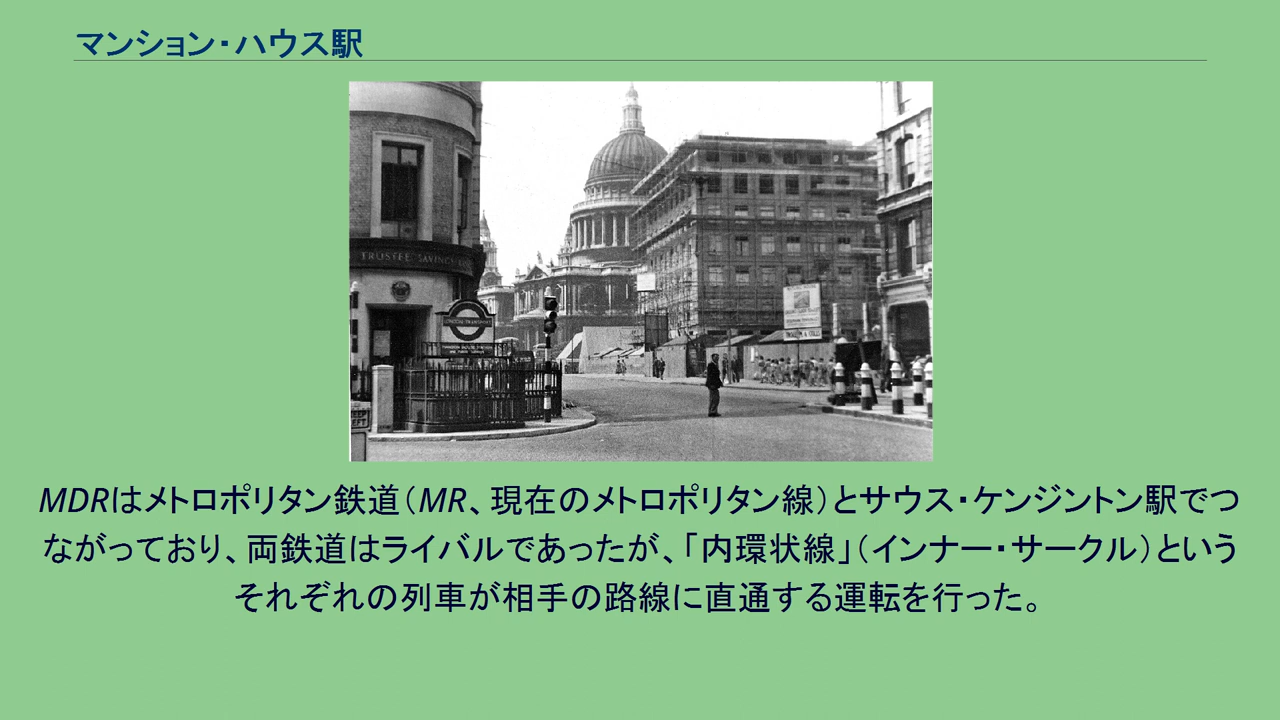 マンション・ハウス駅
TRUSTEE SAVINGS
LONDON TRANSPORT
MDRはメトロポリタン鉄道（MR、現在のメトロポリタン線）とサウス・ケンジントン駅でつ
ながっており、両鉄道はライバルであったが、「内環状線」（インナー・サークル）という
それぞれの列車が相手の路線に直通する運転を行った。